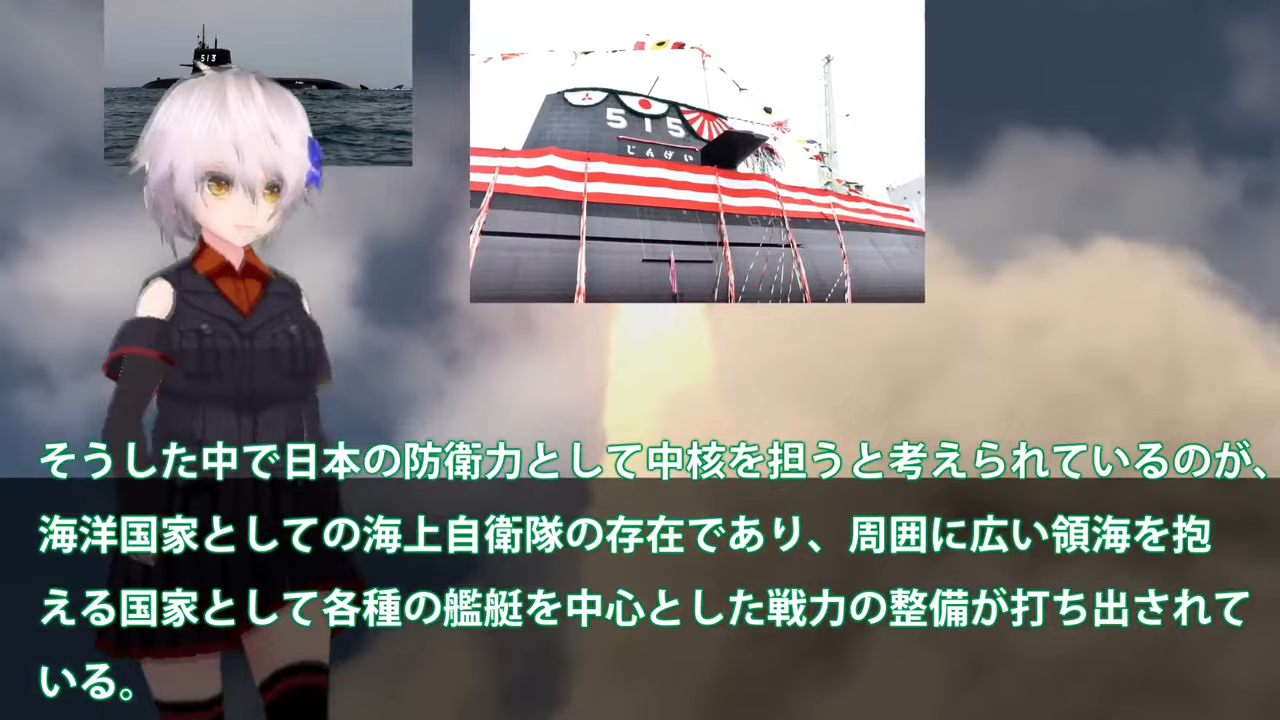 513
515
じんげい
そうした中で日本の防衛力として中核を担うと考えられているのが、
海洋国家としての海上自衛隊の存在であり、周囲に広い領海を抱
える国家として各種の艦艇を中心とした戦力の整備が打ち出されて
いる。